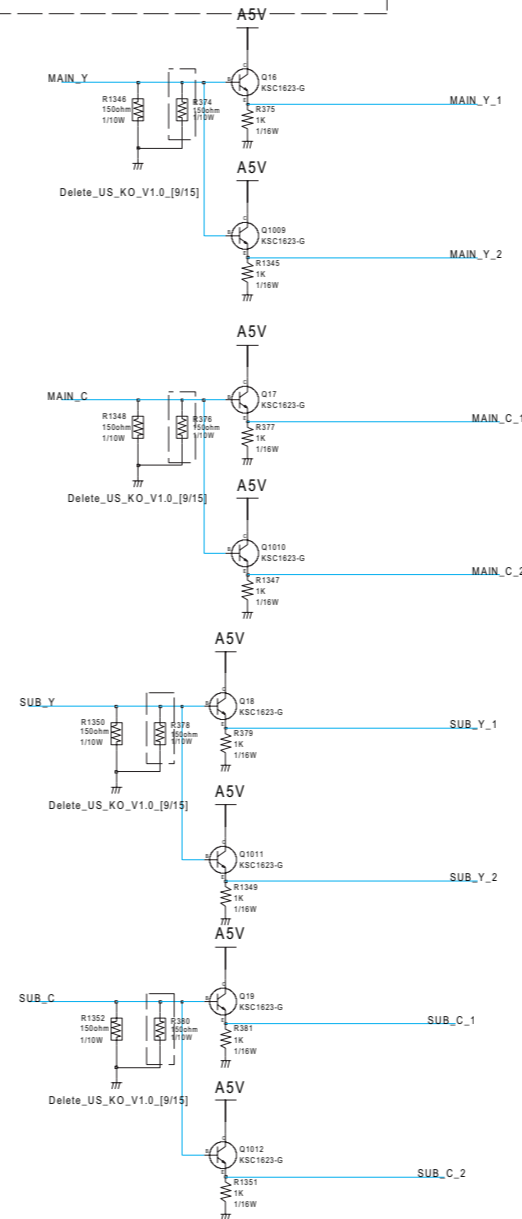 A5V
Q16
KSC1623-G
MAIN_Y
C
B
E
MAIN_Y_1
R1346
150ohm
1/10W
R374
150ohm
1/10W
R375
1K
1/16W
Delete_US_KO_V1.0_[9/15]
A5V
C
B
E
Q1009
KSC1623-G
MAIN_Y_2
R1345
1K
1/16W
A5V
C
B
E
Q17
KSC1623-G
MAIN_C
MAIN_C_1
R1348
150ohm
1/10W
R376
150ohm
1/10W
R377
1K
1/16W
Delete_US_KO_V1.0_[9/15]
A5V
C
B
E
Q1010
KSC1623-G
MAIN_C_2
R1347
1K
1/16W
A5V
C
B
E
Q18
KSC1623-G
SUB_Y
SUB_Y_1
R1350
150ohm
1/10W
R378
150ohm
1/10W
R379
1K
1/16W
Delete_US_KO_V1.0_[9/15]
A5V
C
B
E
Q1011
KSC1623-G
SUB_Y_2
R1349
1K
1/16W
A5V
C
B
E
Q19
KSC1623-G
SUB_C
SUB_C_1
R1352
150ohm
1/10W
R380
150ohm
1/10W
R381
1K
1/16W
Delete_US_KO_V1.0_[9/15]
A5V
C
B
E
Q1012
KSC1623-G
SUB_C_2
R1351
1K
1/16W